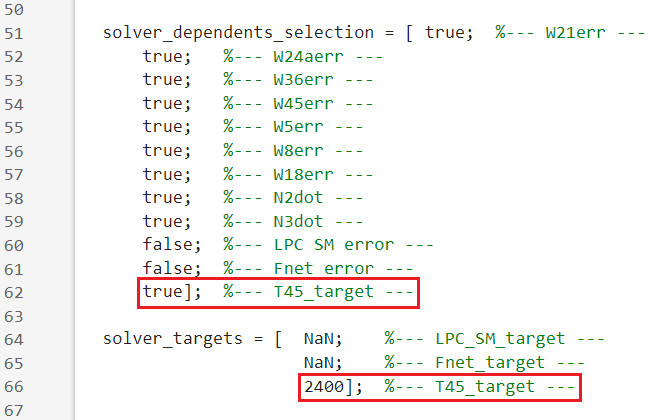 50
51 solver_dependents_selection = [ true; %--- W21err ---
52 true; %--- W24aerr ---
53 true; %--- W36err ---
54 true; %--- W45err ---
55 true; %--- W5err ---
56 true; %--- W8err ---
57 true; %--- W18err ---
58 true; %--- N2dot ---
59 true; %--- N3dot ---
60 false; %--- LPC SM error ---
61 false; %--- Fnet error ---
62 true]; %--- T45_target ---
63
64 solver_targets = [ NaN; %--- LPC_SM_target ---
65 NaN; %--- Fnet_target ---
66 2400]; %--- T45_target ---
67